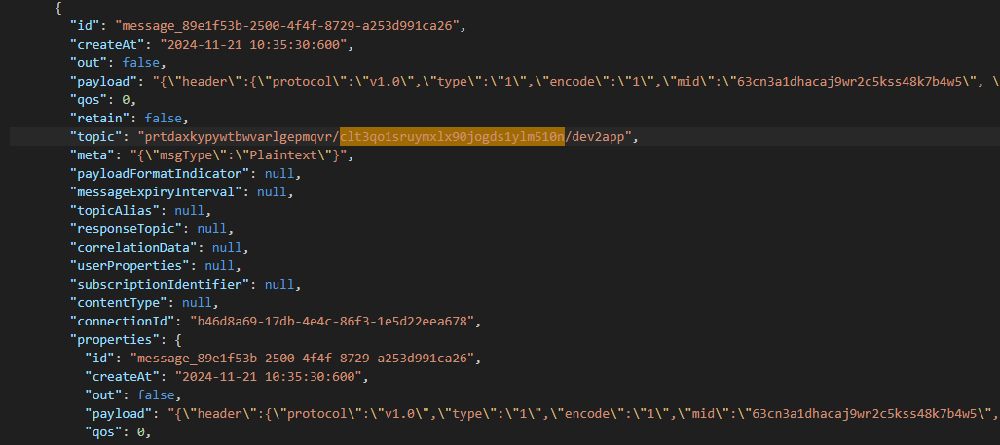 {
"id": "message_89e1f53b-2500-4f4f-8729-a253d991ca26",
"createAt": "2024-11-21 10:35:30:600",
"out": false,
"payload": "{\"header\":{\"protocol\":\"v1.0\",\"type\":\"1\",\"encode\":\"1\",\"mid\":\"63cn3a1dhacaj9wr2c5kss48k7b4w5\", \
"qos": 0,
"retain": false,
"topic": "prtdaxkypywtbwvarlgepmqvr/clt3qo1sruymxlx90jogds1ylm510n/dev2app",
"meta": "{\"msgType\":\"Plaintext\"}",
"payloadFormatIndicator": null,
"messageExpiryInterval": null,
"topicAlias": null,
"responseTopic": null,
"correlationData": null,
"userProperties": null,
"subscriptionIdentifier": null,
"contentType": null,
"connectionId": "b46d8a69-17db-4e4c-86f3-1e5d22eea678",
"properties": {
"id": "message_89e1f53b-2500-4f4f-8729-a253d991ca26",
"createAt": "2024-11-21 10:35:30:600",
"out": false,
"payload": "{\"header\":{\"protocol\":\"v1.0\",\"type\":\"1\",\"encode\":\"1\",\"mid\":\"63cn3a1dhacaj9wr2c5kss48k7b4w5\",
"qos": 0,